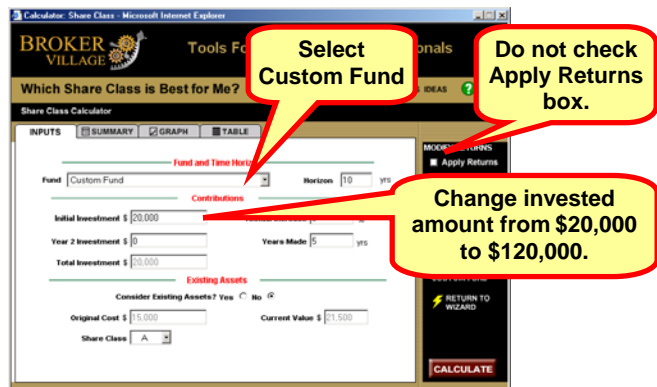 Calculator: Share Class - Microsoft Internet Explorer
BROKER
VILLAGE
Tools Fo
onals
Select
Custom Fund
Do not check
Apply Returns
box.
Which Share Class is Best for Me?
IDEAS ?
Share Class Calculator
INPUTS SUMMARY GRAPH TABLE
Apply Returns
Fund and Time Horiz
Fund Custom Fund Horizon 10 yrs
Contributions
Initial Investment $ 20,000
Change invested
amount from $20,000
to $120,000.
Year 2 Investment $ 0 Years Made 5 yrs
Total Investment $ 20,000
Existing Assets
Consider Existing Assets? Yes No
RETURN TO
WIZARD
Original Cost $ 15,000 Current Value $ 21,500
Share Class A
CALCULATE